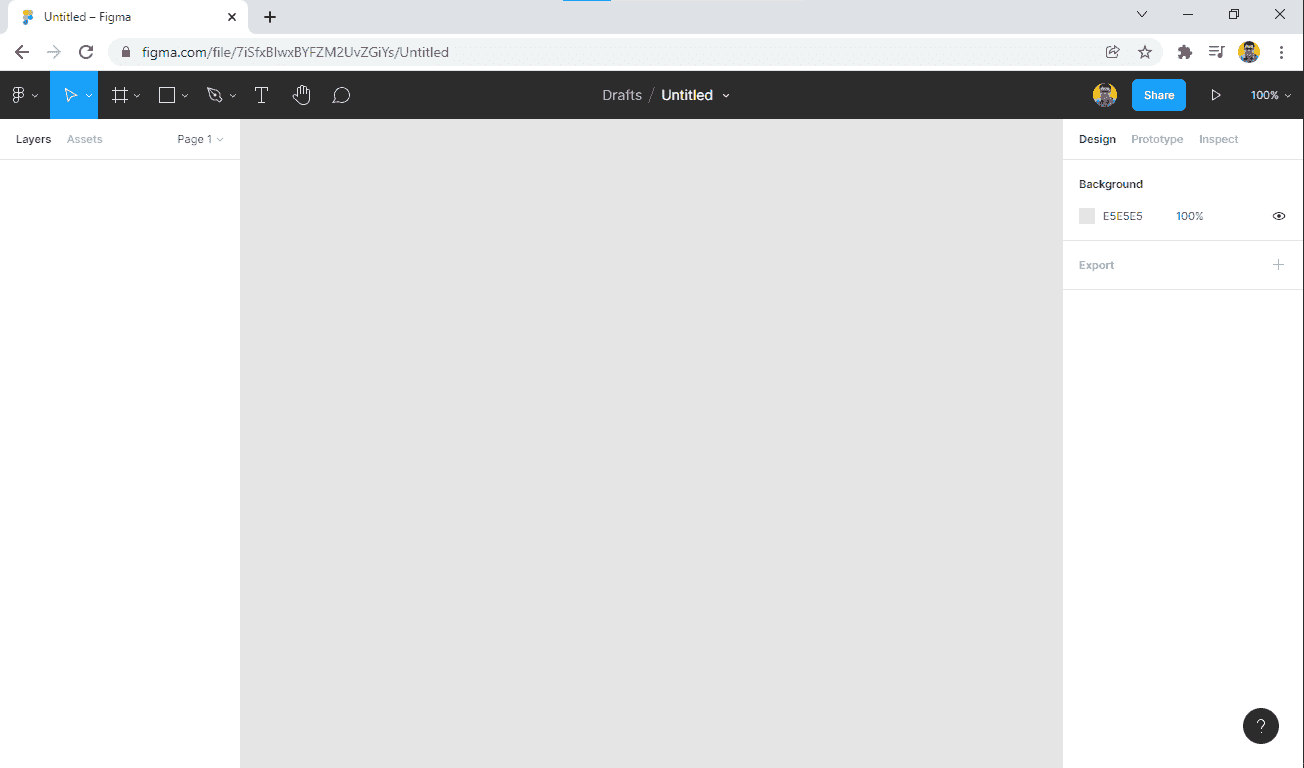 Untitled – Figma
figma.com/file/7iSfxBIwxBYFZM2UvZGiYs/Untitled
T
Drafts / Untitled
Share
100%
Layers Assets Page 1
Design Prototype Inspect
Background
E5E5E5 100%
Export
?